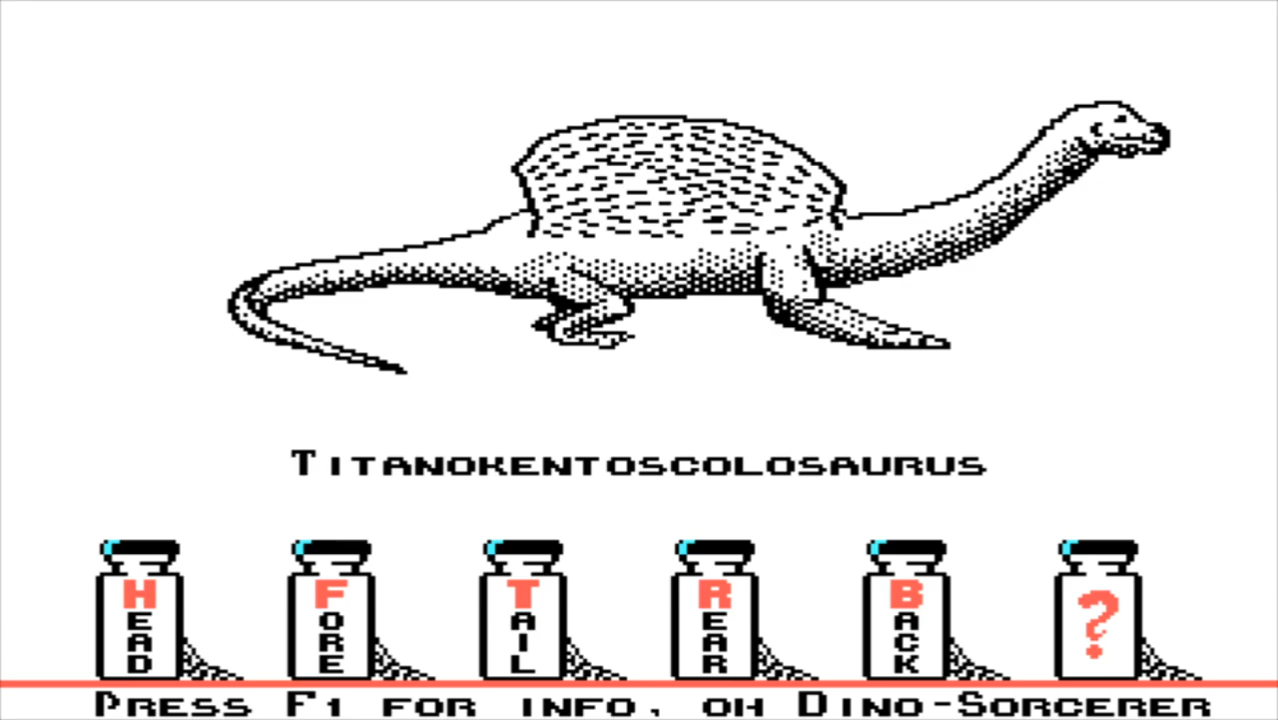 TITANOKENTOSCOLOSAURUS
HEAD FORE TAIL REAR BACK ?
PRESS F1 FOR INFO, OH DINO-SORCERER